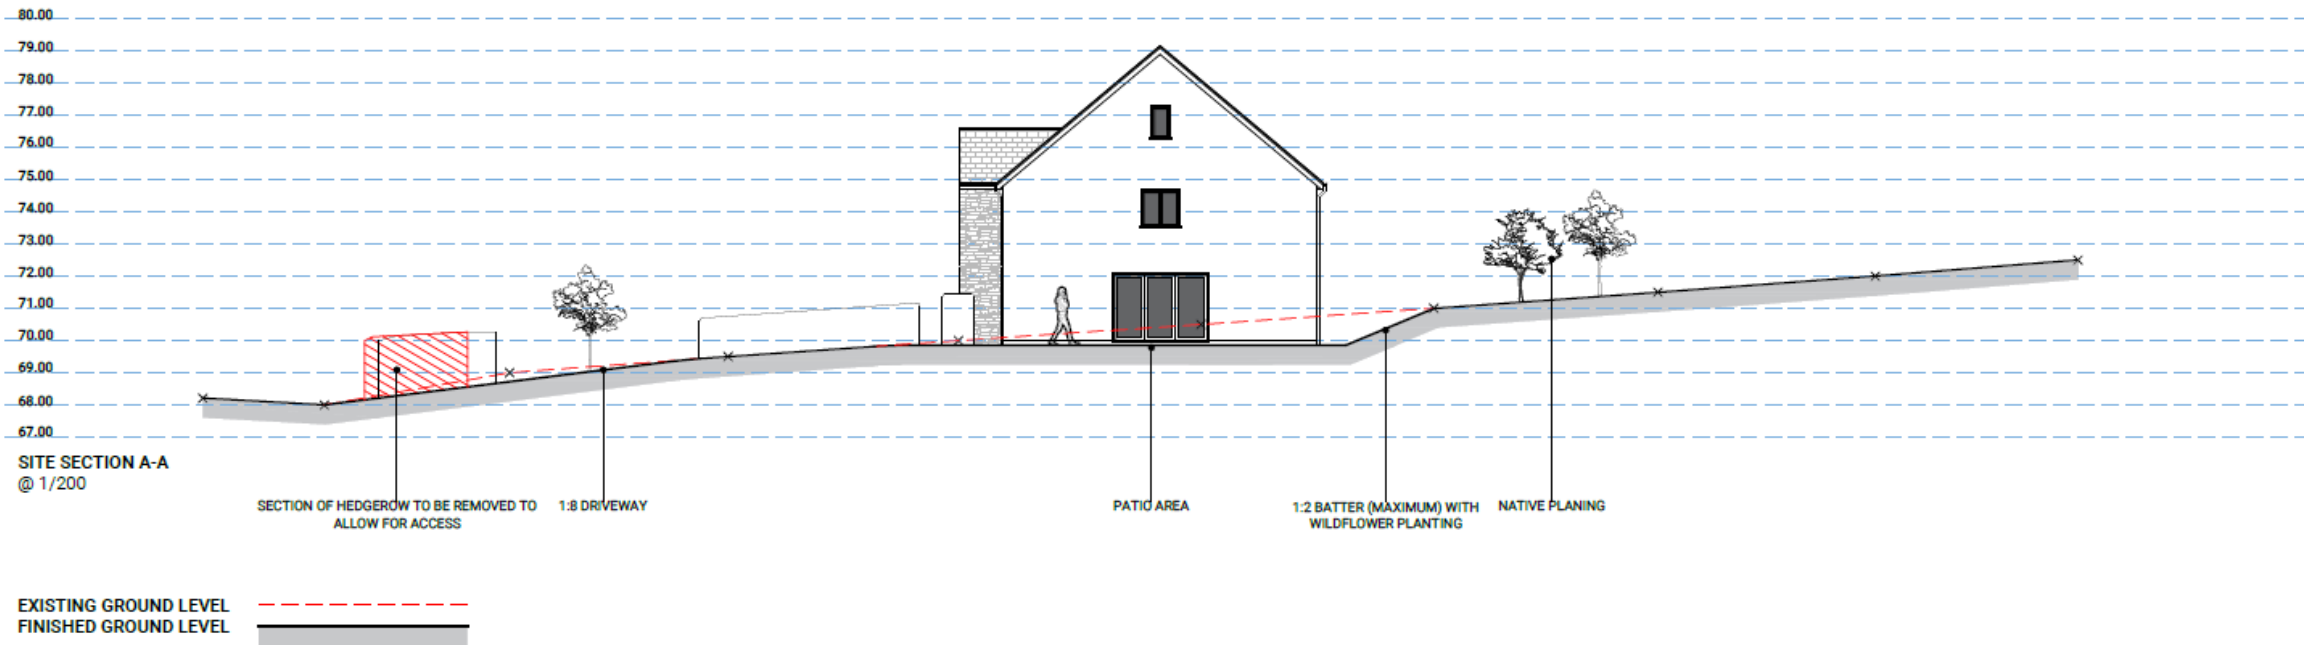 80.00
79.00
78.00
77.00
76.00
75.00
74.00
73.00
72.00
71.00
70.00
69.00
68.00
67.00
SITE SECTION A-A
@ 1/200
SECTION OF HEDGEROW TO BE REMOVED TO
ALLOW FOR ACCESS
1:8 DRIVEWAY
PATIO AREA
1:2 BATTER (MAXIMUM) WITH
WILDFLOWER PLANTING
NATIVE PLANING
EXISTING GROUND LEVEL
FINISHED GROUND LEVEL